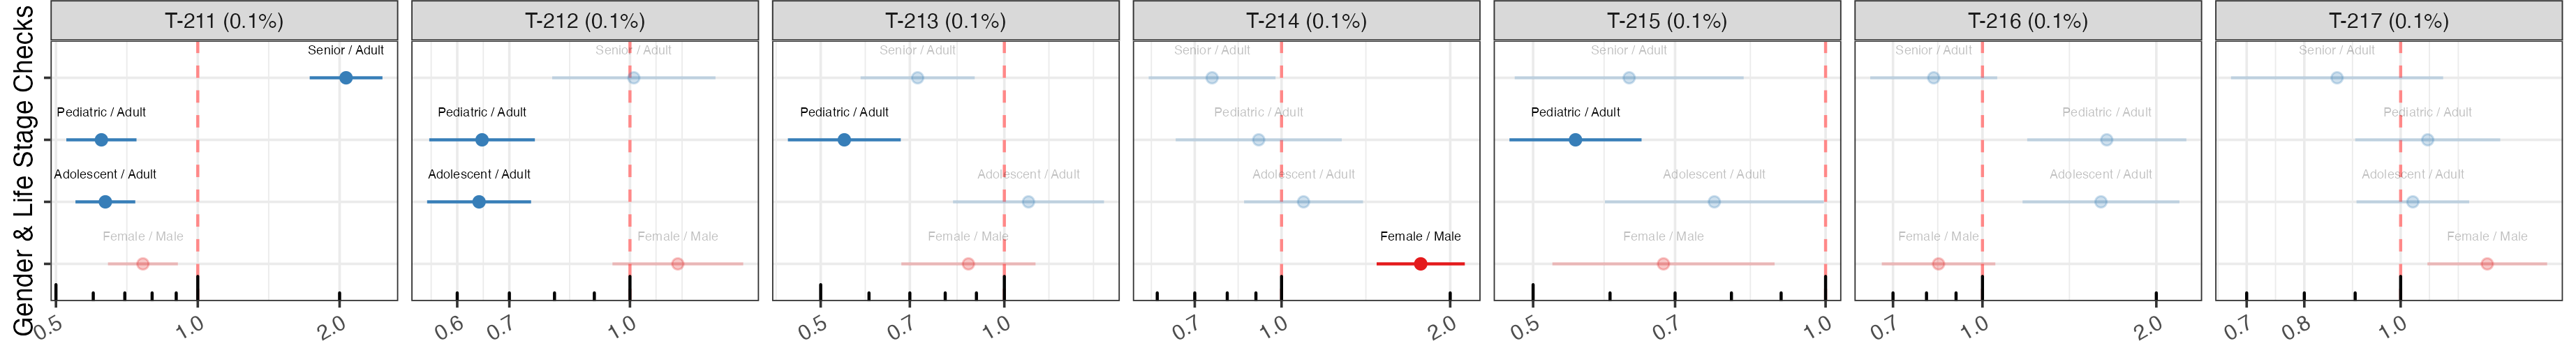 Gender & Life Stage Checks
T-211 (0.1%)
Senior / Adult
Pediatric / Adult
Adolescent / Adult
Female / Male
0.5 1.0 2.0
T-212 (0.1%)
Senior / Adult
Pediatric / Adult
Adolescent / Adult
Female / Male
0.6 0.7 1.0
T-213 (0.1%)
Senior / Adult
Pediatric / Adult
Adolescent / Adult
Female / Male
0.5 0.7 1.0
T-214 (0.1%)
Senior / Adult
Pediatric / Adult
Adolescent / Adult
Female / Male
0.7 1.0 2.0
T-215 (0.1%)
Senior / Adult
Pediatric / Adult
Adolescent / Adult
Female / Male
0.5 0.7 1.0
T-216 (0.1%)
Senior / Adult
Pediatric / Adult
Adolescent / Adult
Female / Male
0.7 1.0 2.0
T-217 (0.1%)
Senior / Adult
Pediatric / Adult
Adolescent / Adult
Female / Male
0.7 0.8 1.0